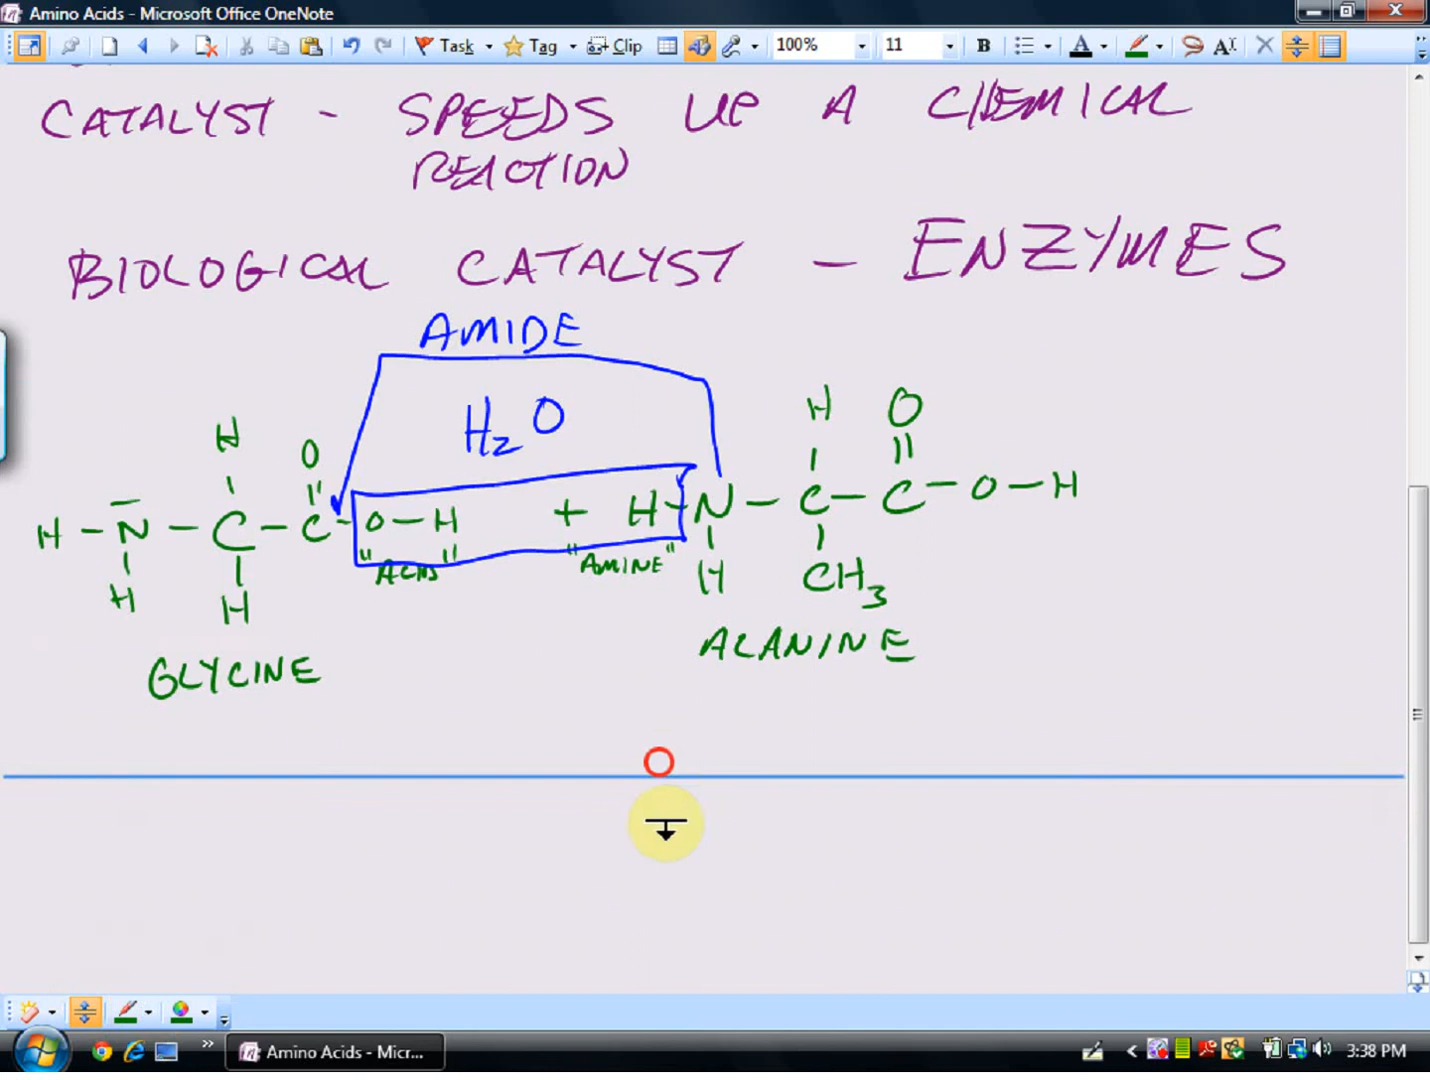 Amino Acids - Microsoft Office OneNote
Task Tag Clip 100% 11 B A A
CATALYST - SPEEDS UP A CHEMICAL
REACTION
BIOLOGICAL CATALYST - ENZYMES
AMIDE
H2O
H O H O
H - N - C - C - O - H + H - N - C - C - O - H
"ACID" "AMINE"
H H H CH3
GLYCINE ALANINE
Amino Acids - Micr...
3:38 PM